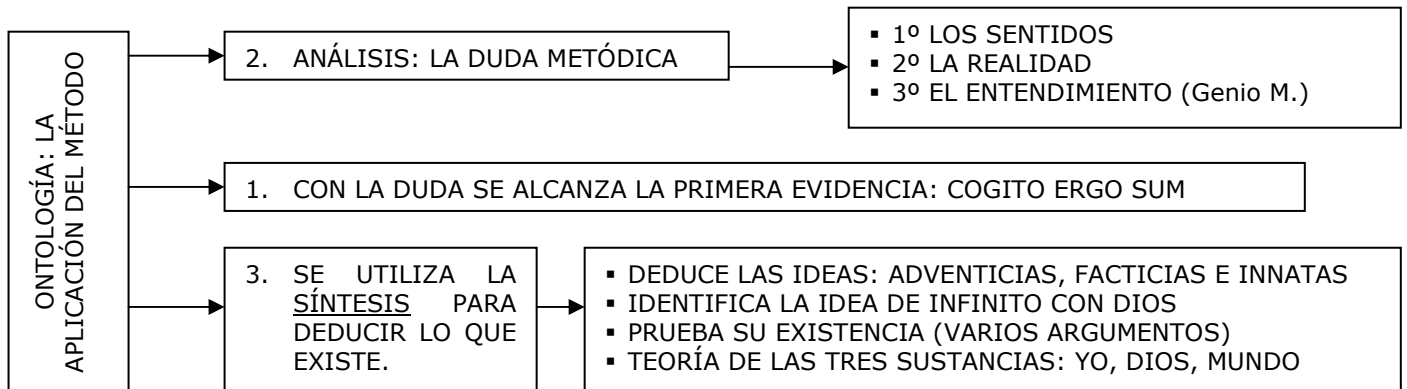 ONTOLOGÍA: LA
APLICACIÓN DEL MÉTODO
2. ANÁLISIS: LA DUDA METÓDICA
▪ 1º LOS SENTIDOS
▪ 2º LA REALIDAD
▪ 3º EL ENTENDIMIENTO (Genio M.)
1. CON LA DUDA SE ALCANZA LA PRIMERA EVIDENCIA: COGITO ERGO SUM
3. SE UTILIZA LA
SÍNTESIS PARA
DEDUCIR LO QUE
EXISTE.
▪ DEDUCE LAS IDEAS: ADVENTICIAS, FACTICIAS E INNATAS
▪ IDENTIFICA LA IDEA DE INFINITO CON DIOS
▪ PRUEBA SU EXISTENCIA (VARIOS ARGUMENTOS)
▪ TEORÍA DE LAS TRES SUSTANCIAS: YO, DIOS, MUNDO